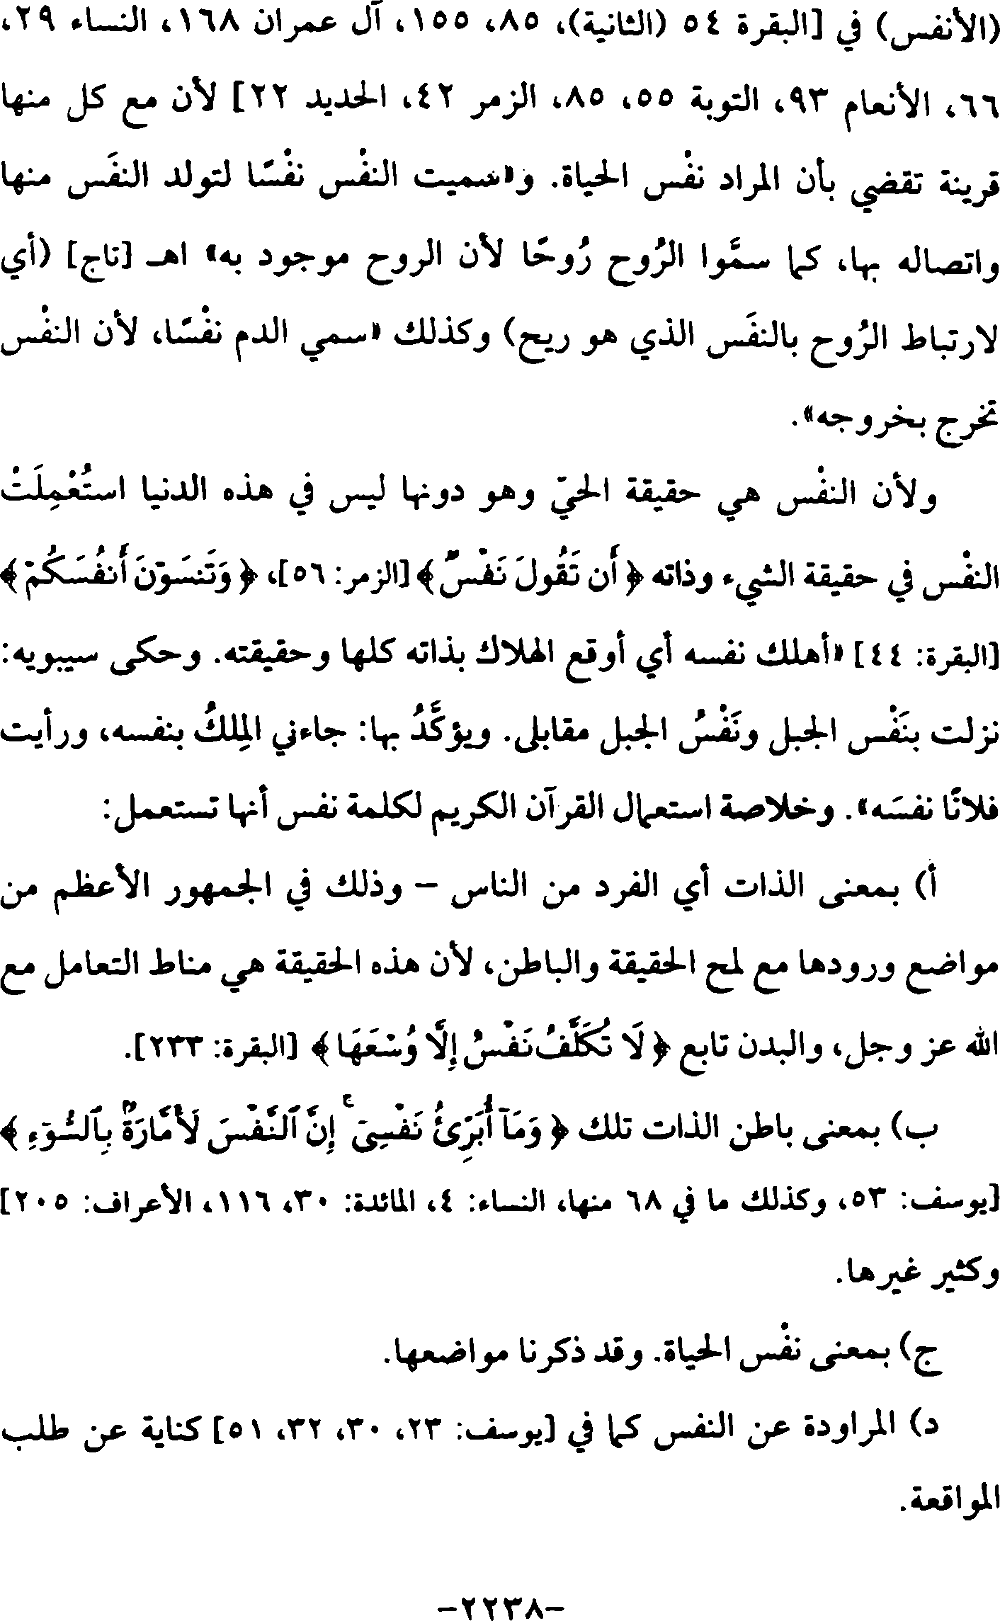 (الأنفس) في [البقرة ٥٤ (الثانية)، ٨٥، ١٥٥، آل عمران ١٦٨، النساء ٢٩،
٦٦، الأنعام ٩٣، التوبة ٥٥، ٨٥، الزمر ٤٢، الحديد ٢٢] لأن مع كل منها
قرينة تقضي بأن المراد نفْس الحياة. و«سميت النفْس نفْسًا لتولد النفَس منها
واتصاله بها، كما سمَّوا الرُوح رُوحًا لأن الروح موجود به» اهـ [تاج] (أي
لارتباط الرُوح بالنفَس الذي هو ريح) وكذلك «سمي الدم نفْسًا، لأن النفْس
تخرج بخروجه».
ولأن النفْس هي حقيقة الحيّ وهو دونها ليس في هذه الدنيا استُعْمِلَتْ
النفْس في حقيقة الشيء وذاته ﴿أَن تَقُولَ نَفْسٌ﴾ [الزمر: ٥٦]، ﴿وَتَنسَوْنَ أَنفُسَكُمْ﴾
[البقرة: ٤٤] «أهلك نفسه أي أوقع الهلاك بذاته كلها وحقيقته. وحكى سيبويه:
نزلت بنَفْس الجبل ونَفْسُ الجبل مقابلى. ويؤكَّدُ بها: جاءني المِلكُ بنفسه، ورأيت
فلانًا نفسَه». وخلاصة استعمال القرآن الكريم لكلمة نفس أنها تستعمل:
أ) بمعنى الذات أي الفرد من الناس – وذلك في الجمهور الأعظم من
مواضع ورودها مع لمح الحقيقة والباطن، لأن هذه الحقيقة هي مناط التعامل مع
الله عز وجل، والبدن تابع ﴿لَا تُكَلَّفُ نَفْسٌ إِلَّا وُسْعَهَا﴾ [البقرة: ٢٣٣].
ب) بمعنى باطن الذات تلك ﴿وَمَآ أُبَرِّئُ نَفْسِىٓ ۚ إِنَّ ٱلنَّفْسَ لَأَمَّارَةٌۢ بِٱلسُّوٓءِ﴾
[يوسف: ٥٣، وكذلك ما في ٦٨ منها، النساء: ٤، المائدة: ٣٠، ١١٦، الأعراف: ٢٠٥]
وكثير غيرها.
ج) بمعنى نفْس الحياة. وقد ذكرنا مواضعها.
د) المراودة عن النفس كما في [يوسف: ٢٣، ٣٠، ٣٢، ٥١] كناية عن طلب
المواقعة.
-٢٢٣٨-